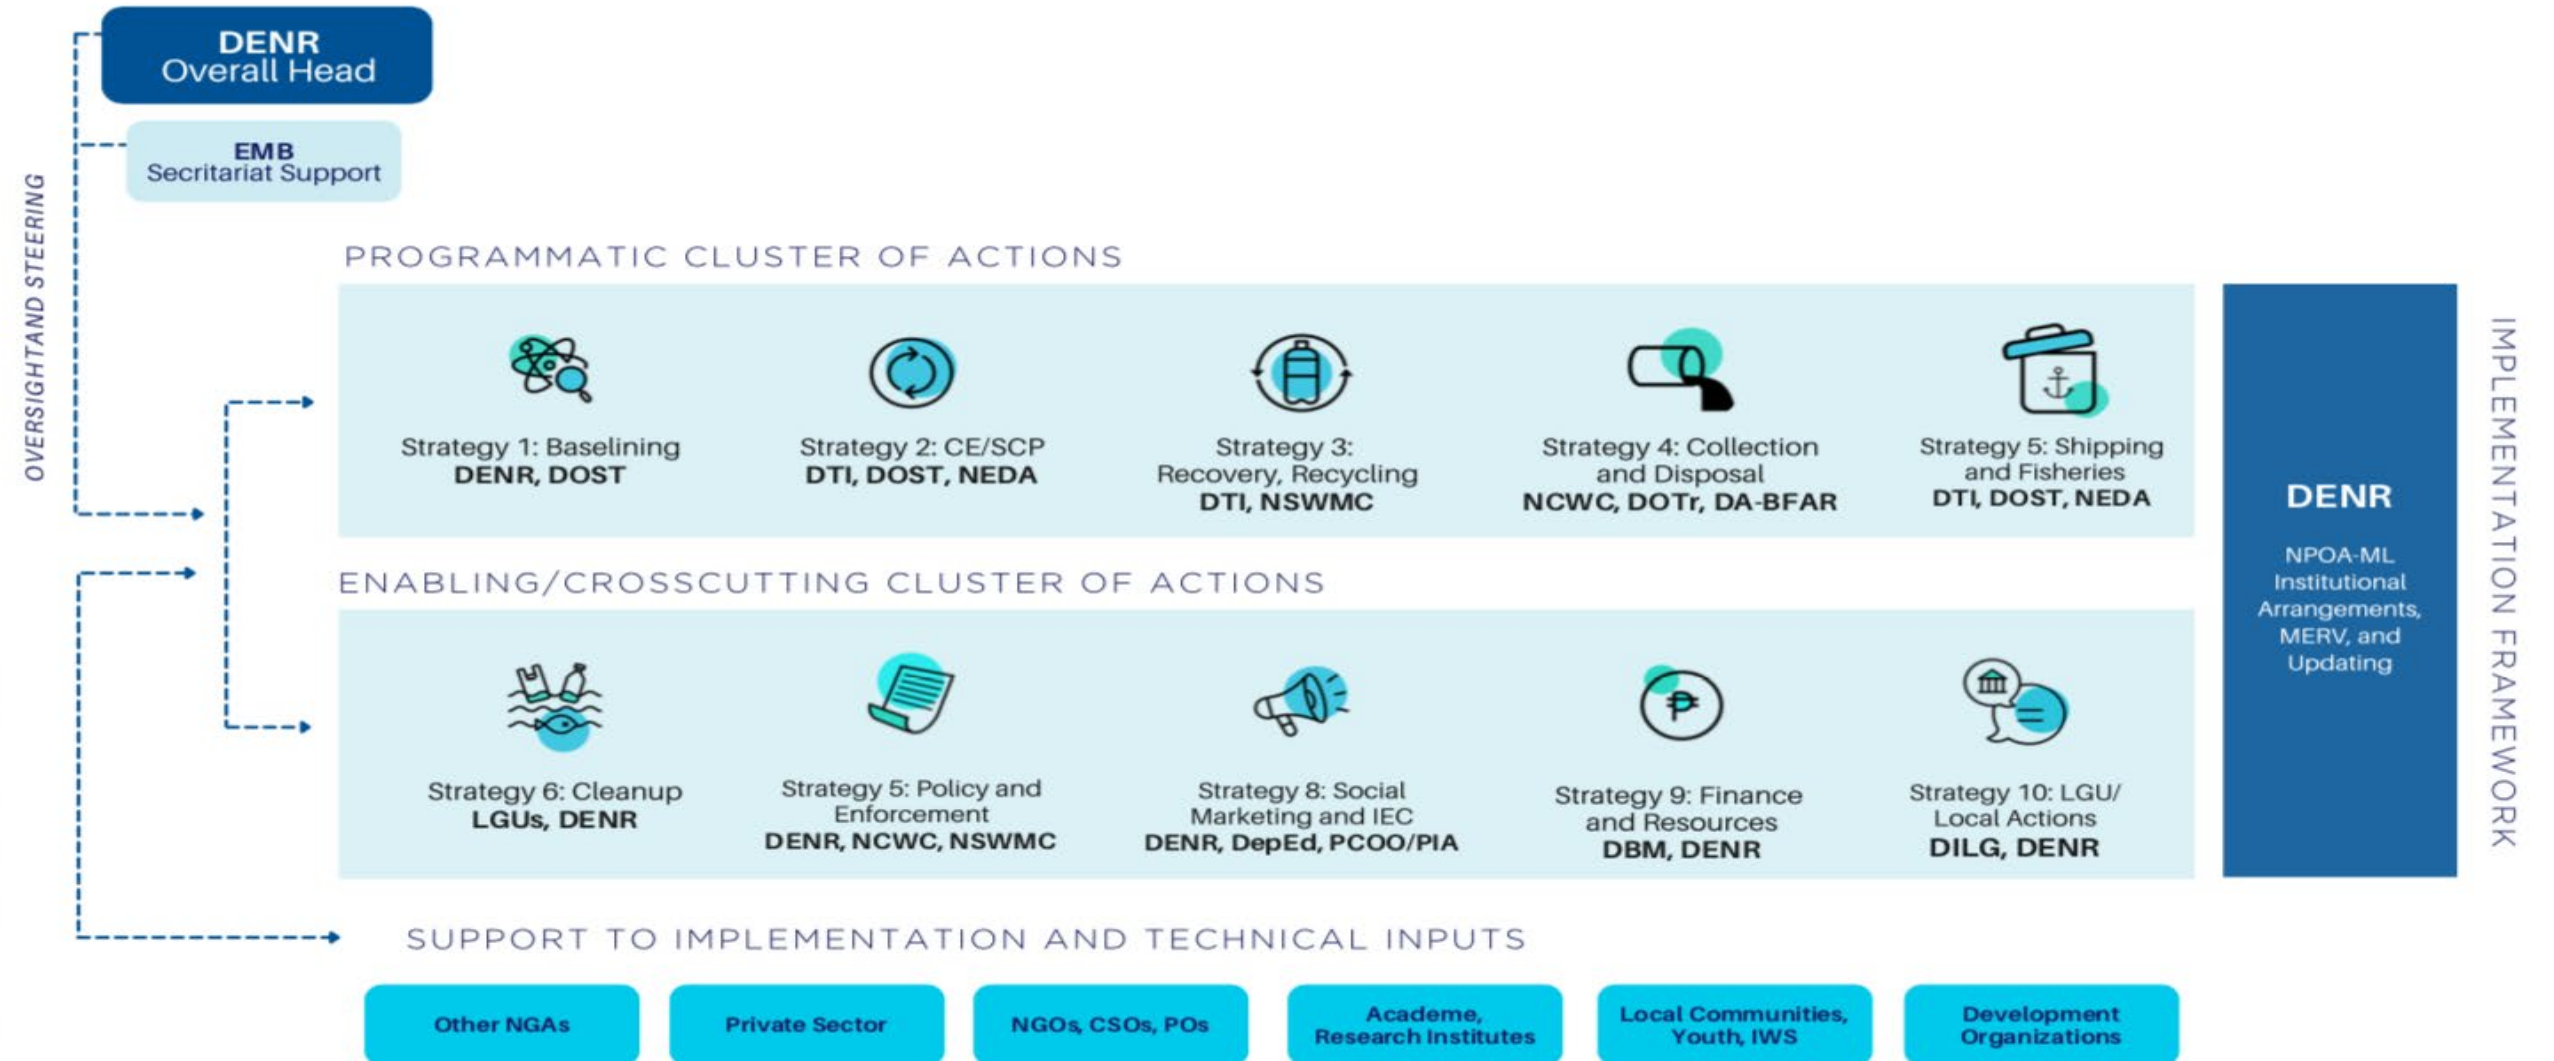 DENR
Overall Head
EMB
Secritariat Support
OVERSIGHTAND STEERING
PROGRAMMATIC CLUSTER OF ACTIONS
Strategy 1: Baselining
DENR, DOST
Strategy 2: CE/SCP
DTI, DOST, NEDA
Strategy 3:
Recovery, Recycling
DTI, NSWMC
Strategy 4: Collection
and Disposal
NCWC, DOTr, DA-BFAR
Strategy 5: Shipping
and Fisheries
DTI, DOST, NEDA
ENABLING/CROSSCUTTING CLUSTER OF ACTIONS
Strategy 6: Cleanup
LGUs, DENR
Strategy 5: Policy and
Enforcement
DENR, NCWC, NSWMC
Strategy 8: Social
Marketing and IEC
DENR, DepEd, PCOO/PIA
₱
Strategy 9: Finance
and Resources
DBM, DENR
Strategy 10: LGU/
Local Actions
DILG, DENR
DENR
NPOA-ML
Institutional
Arrangements,
MERV, and
Updating
IMPLEMENTATION FRAMEWORK
SUPPORT TO IMPLEMENTATION AND TECHNICAL INPUTS
Other NGAs
Private Sector
NGOs, CSOs, POs
Academe,
Research Institutes
Local Communities,
Youth, IWS
Development
Organizations